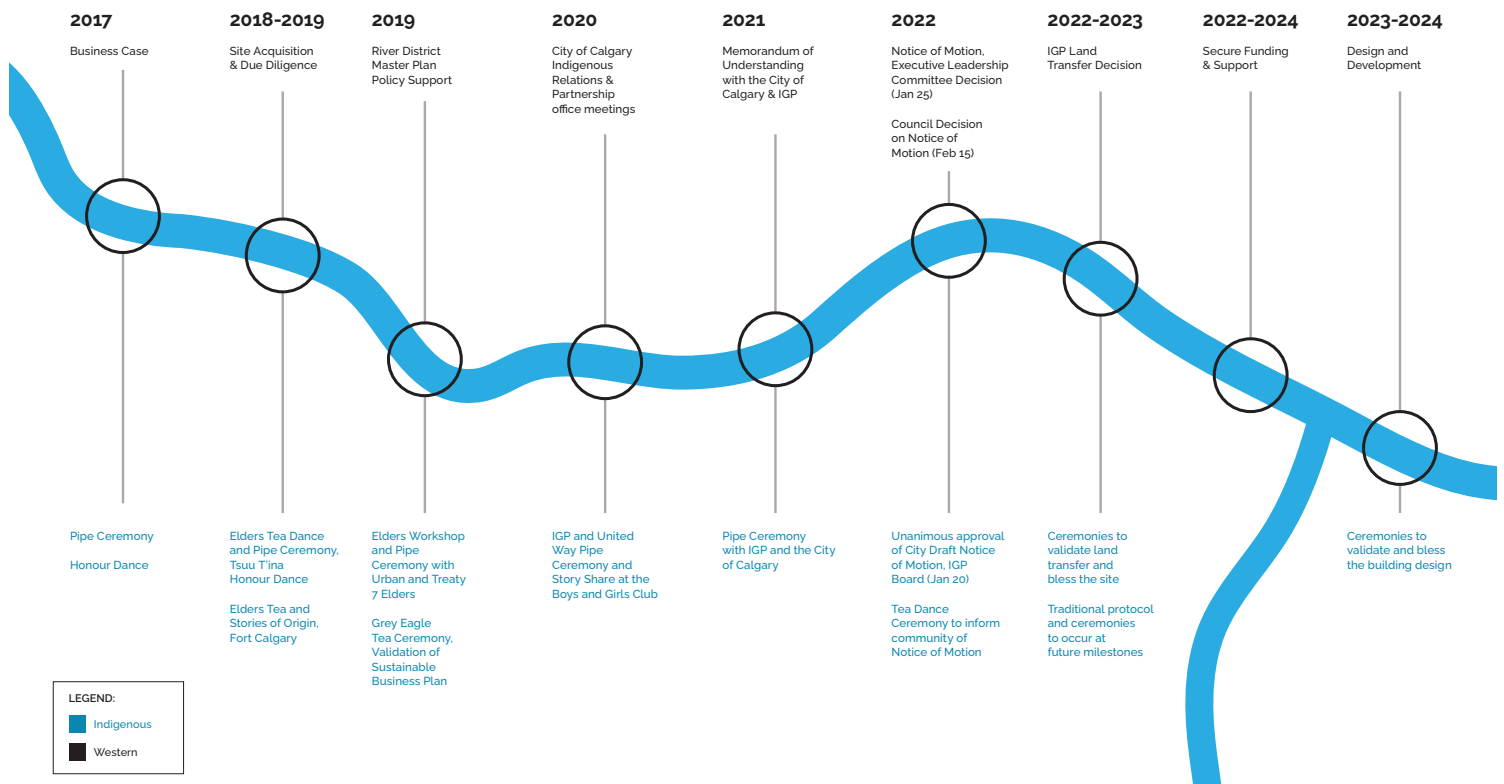 2017
Business Case
2018-2019
Site Acquisition
& Due Diligence
2019
River District
Master Plan
Policy Support
2020
City of Calgary
Indigenous
Relations &
Partnership
office meetings
2021
Memorandum of
Understanding
with the City of
Calgary & IGP
2022
Notice of Motion,
Executive Leadership
Committee Decision
(Jan 25)
Council Decision
on Notice of
Motion (Feb 15)
2022-2023
IGP Land
Transfer Decision
2022-2024
Secure Funding
& Support
2023-2024
Design and
Development
Pipe Ceremony
Honour Dance
Elders Tea Dance
and Pipe Ceremony,
Tsuu T'ina
Honour Dance
Elders Tea and
Stories of Origin,
Fort Calgary
Elders Workshop
and Pipe
Ceremony with
Urban and Treaty
7 Elders
Grey Eagle
Tea Ceremony,
Validation of
Sustainable
Business Plan
IGP and United
Way Pipe
Ceremony and
Story Share at the
Boys and Girls Club
Pipe Ceremony
with IGP and the City
of Calgary
Unanimous approval
of City Draft Notice
of Motion, IGP
Board (Jan 20)
Tea Dance
Ceremony to inform
community of
Notice of Motion
Ceremonies to
validate land
transfer and
bless the site
Traditional protocol
and ceremonies
to occur at
future milestones
Ceremonies to
validate and bless
the building design
LEGEND:
Indigenous
Western